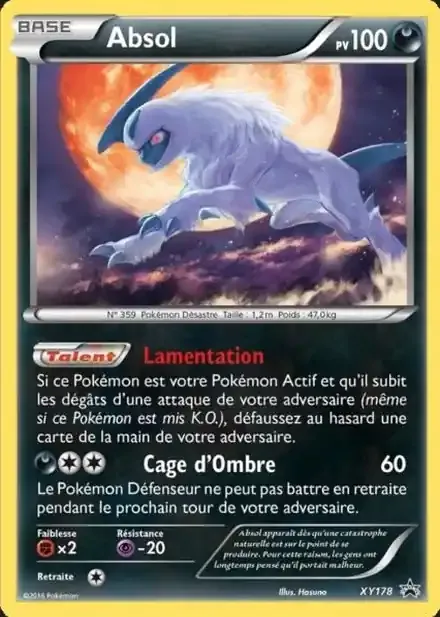 BASE
Absol
PV100
N° 359 Pokémon Désastre Taille : 1,2m Poids : 47,0kg
Talent Lamentation
Si ce Pokémon est votre Pokémon Actif et qu'il subit
les dégâts d'une attaque de votre adversaire (même
si ce Pokémon est mis K.O.), défaussez au hasard une
carte de la main de votre adversaire.
Cage d'Ombre 60
Le Pokémon Défenseur ne peut pas battre en retraite
pendant le prochain tour de votre adversaire.
Faiblesse
×2
Résistance
-20
Retraite
Absol apparaît dès qu'une catastrophe
naturelle est sur le point de se
produire. Pour cette raison, les gens ont
longtemps pensé qu'il portait malheur.
©2016 Pokémon
Illus. Hasuno
XY178